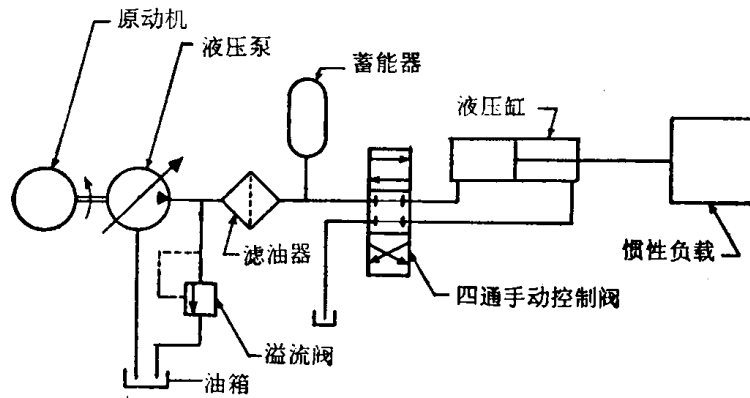 原动机
液压泵
蓄能器
液压缸
滤油器
惯性负载
四通手动控制阀
溢流阀
油箱